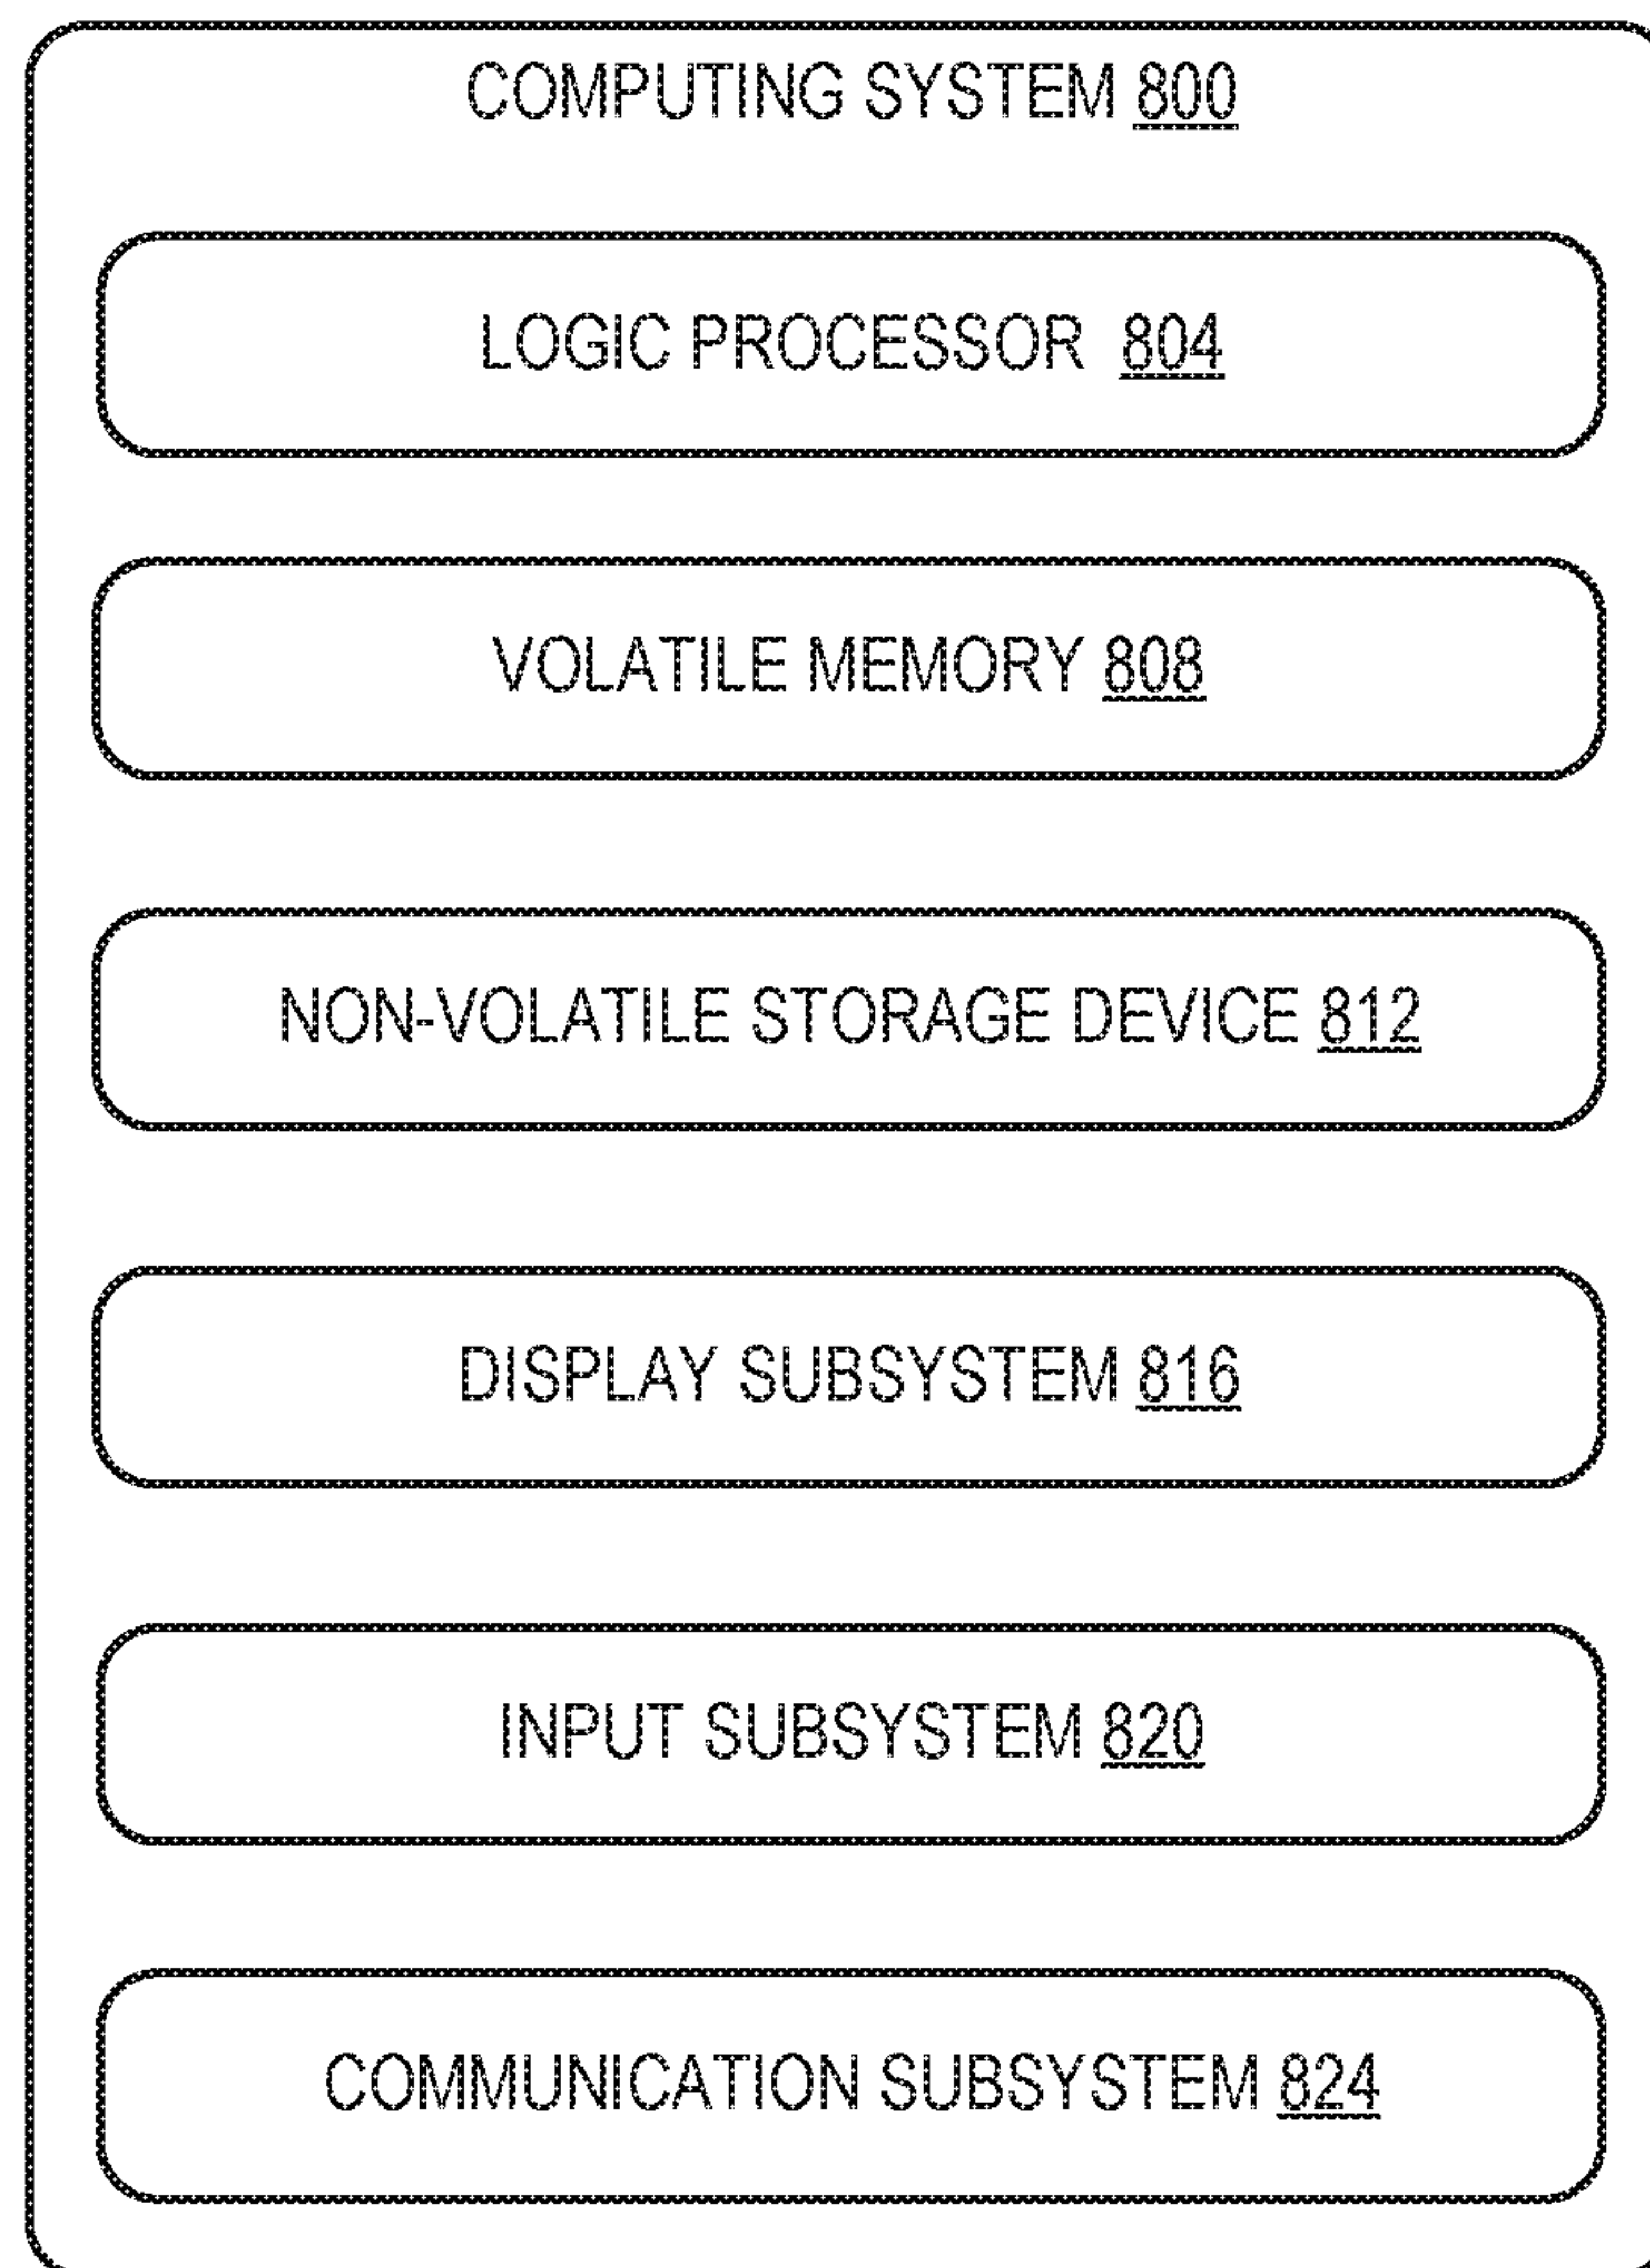 COMPUTING SYSTEM 800
LOGIC PROCESSOR 804
VOLATILE MEMORY 808
NON-VOLATILE STORAGE DEVICE 812
DISPLAY SUBSYSTEM 816
INPUT SUBSYSTEM 820
COMMUNICATION SUBSYSTEM 824